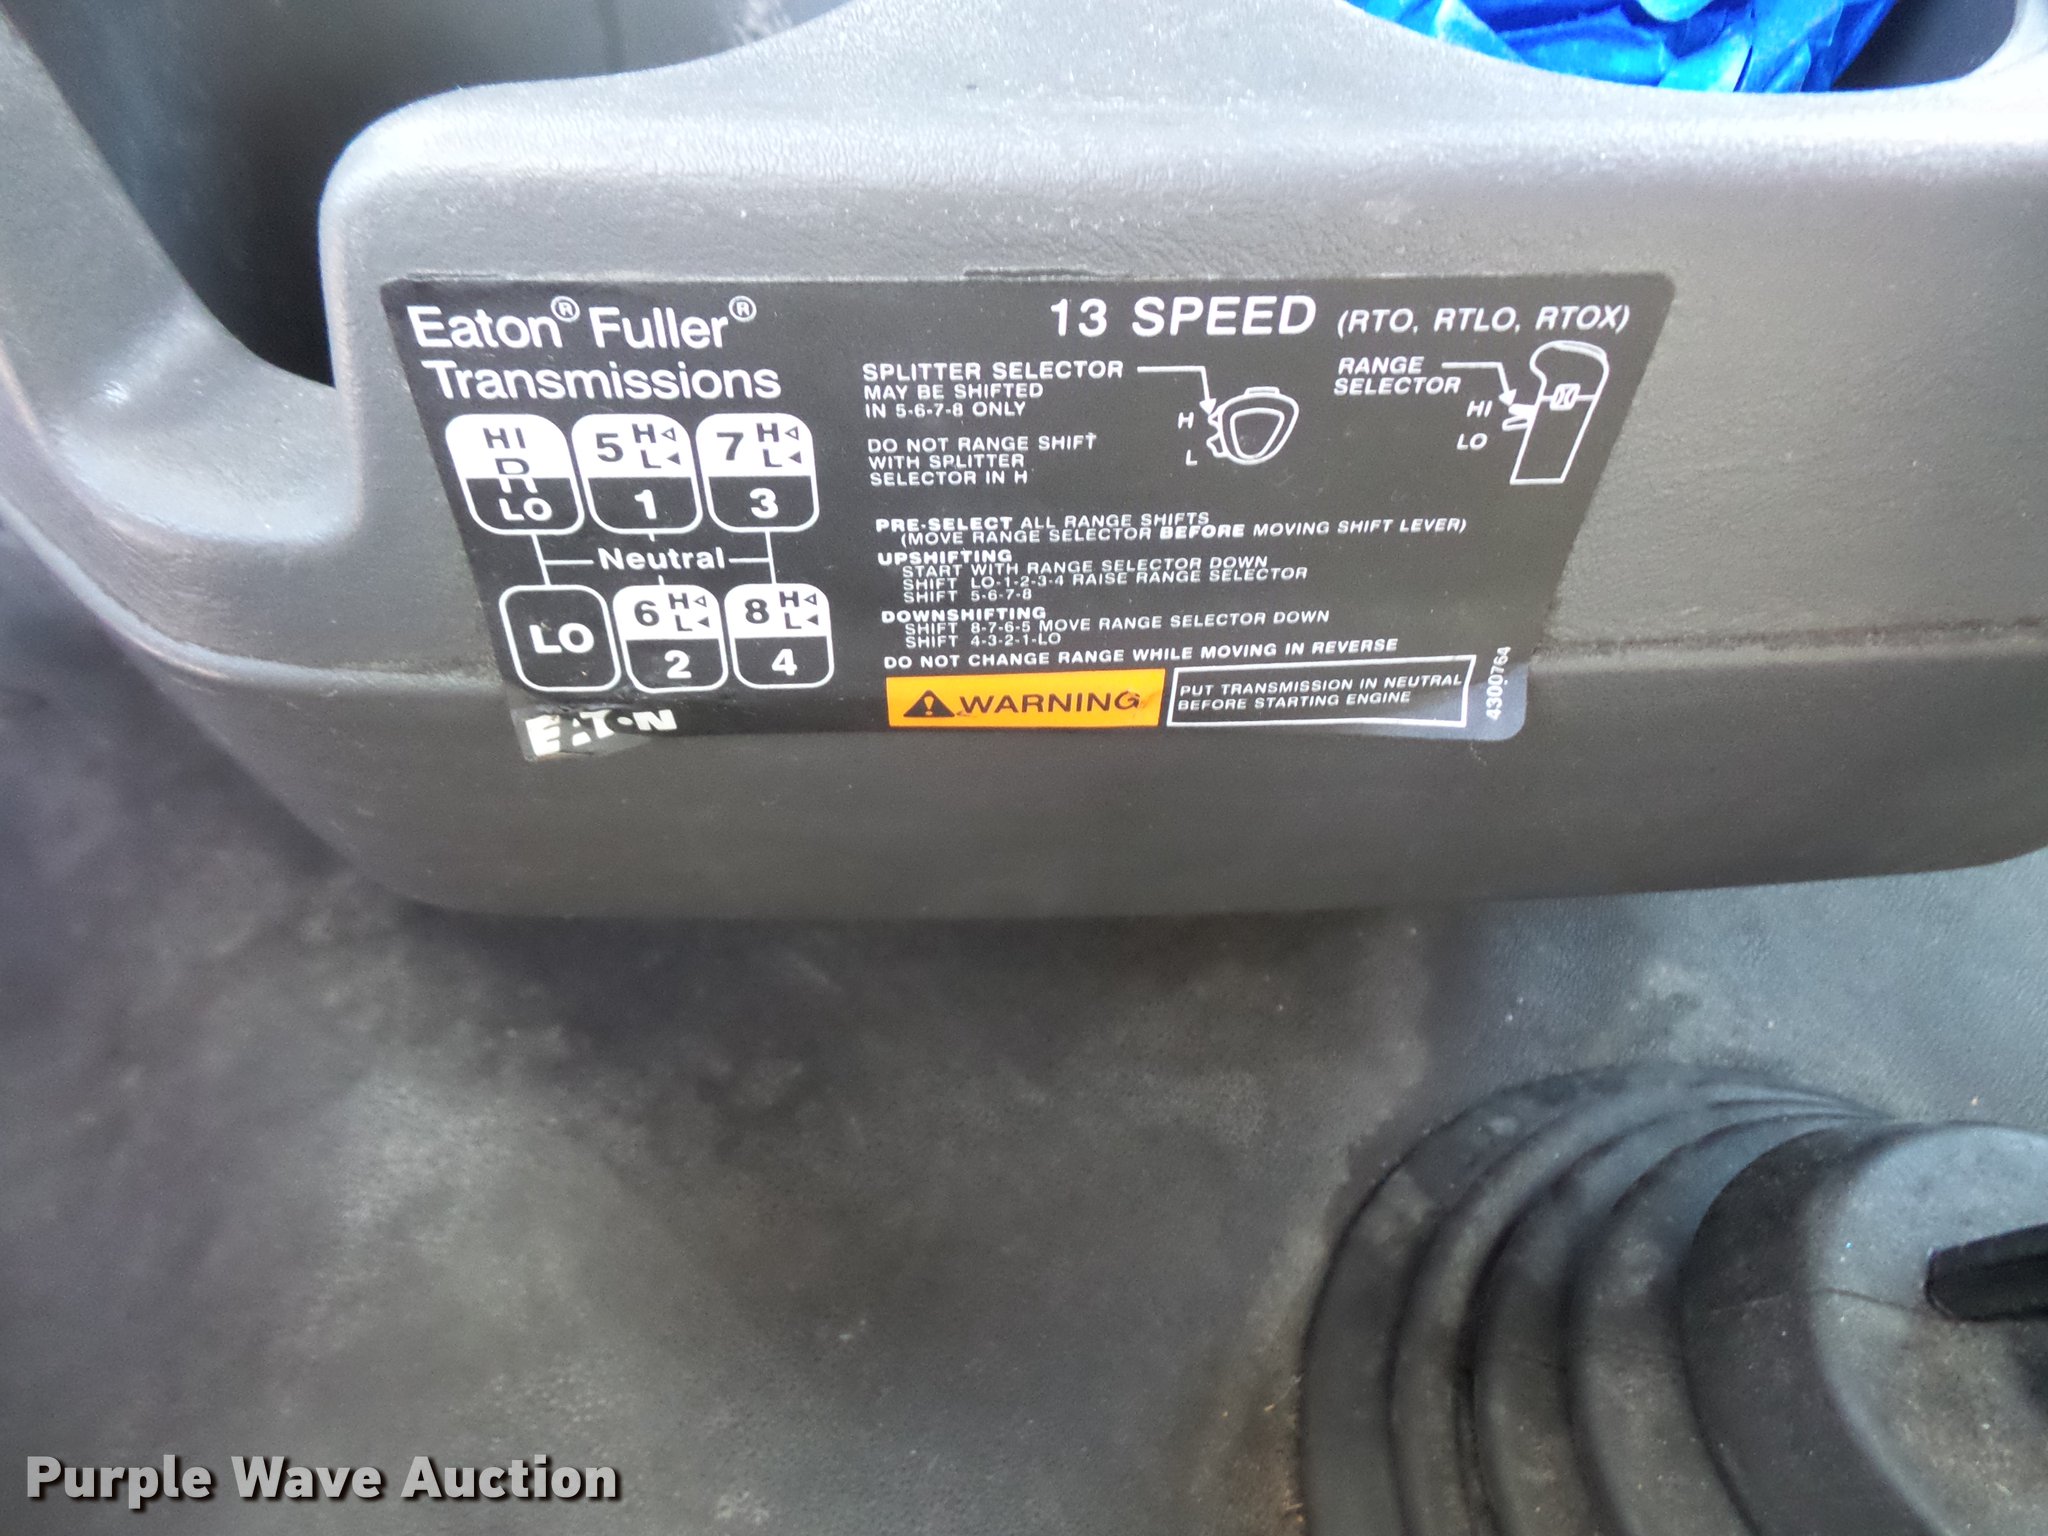 Eaton® Fuller®
Transmissions
13 SPEED (RTO, RTLO, RTOX)
HI
R
LO
5 H
L
1
7 H
L
3
Neutral
LO
6 H
L
2
8 H
L
4
EATON
SPLITTER SELECTOR
MAY BE SHIFTED
IN 5-6-7-8 ONLY
H
L
RANGE
SELECTOR
HI
LO
DO NOT RANGE SHIFT
WITH SPLITTER
SELECTOR IN H
PRE-SELECT ALL RANGE SHIFTS
(MOVE RANGE SELECTOR BEFORE MOVING SHIFT LEVER)
UPSHIFTING
START WITH RANGE SELECTOR DOWN
SHIFT LO-1-2-3-4 RAISE RANGE SELECTOR
SHIFT 5-6-7-8
DOWNSHIFTING
SHIFT 8-7-6-5 MOVE RANGE SELECTOR DOWN
SHIFT 4-3-2-1-LO
DO NOT CHANGE RANGE WHILE MOVING IN REVERSE
WARNING
PUT TRANSMISSION IN NEUTRAL
BEFORE STARTING ENGINE
4300764
Purple Wave Auction